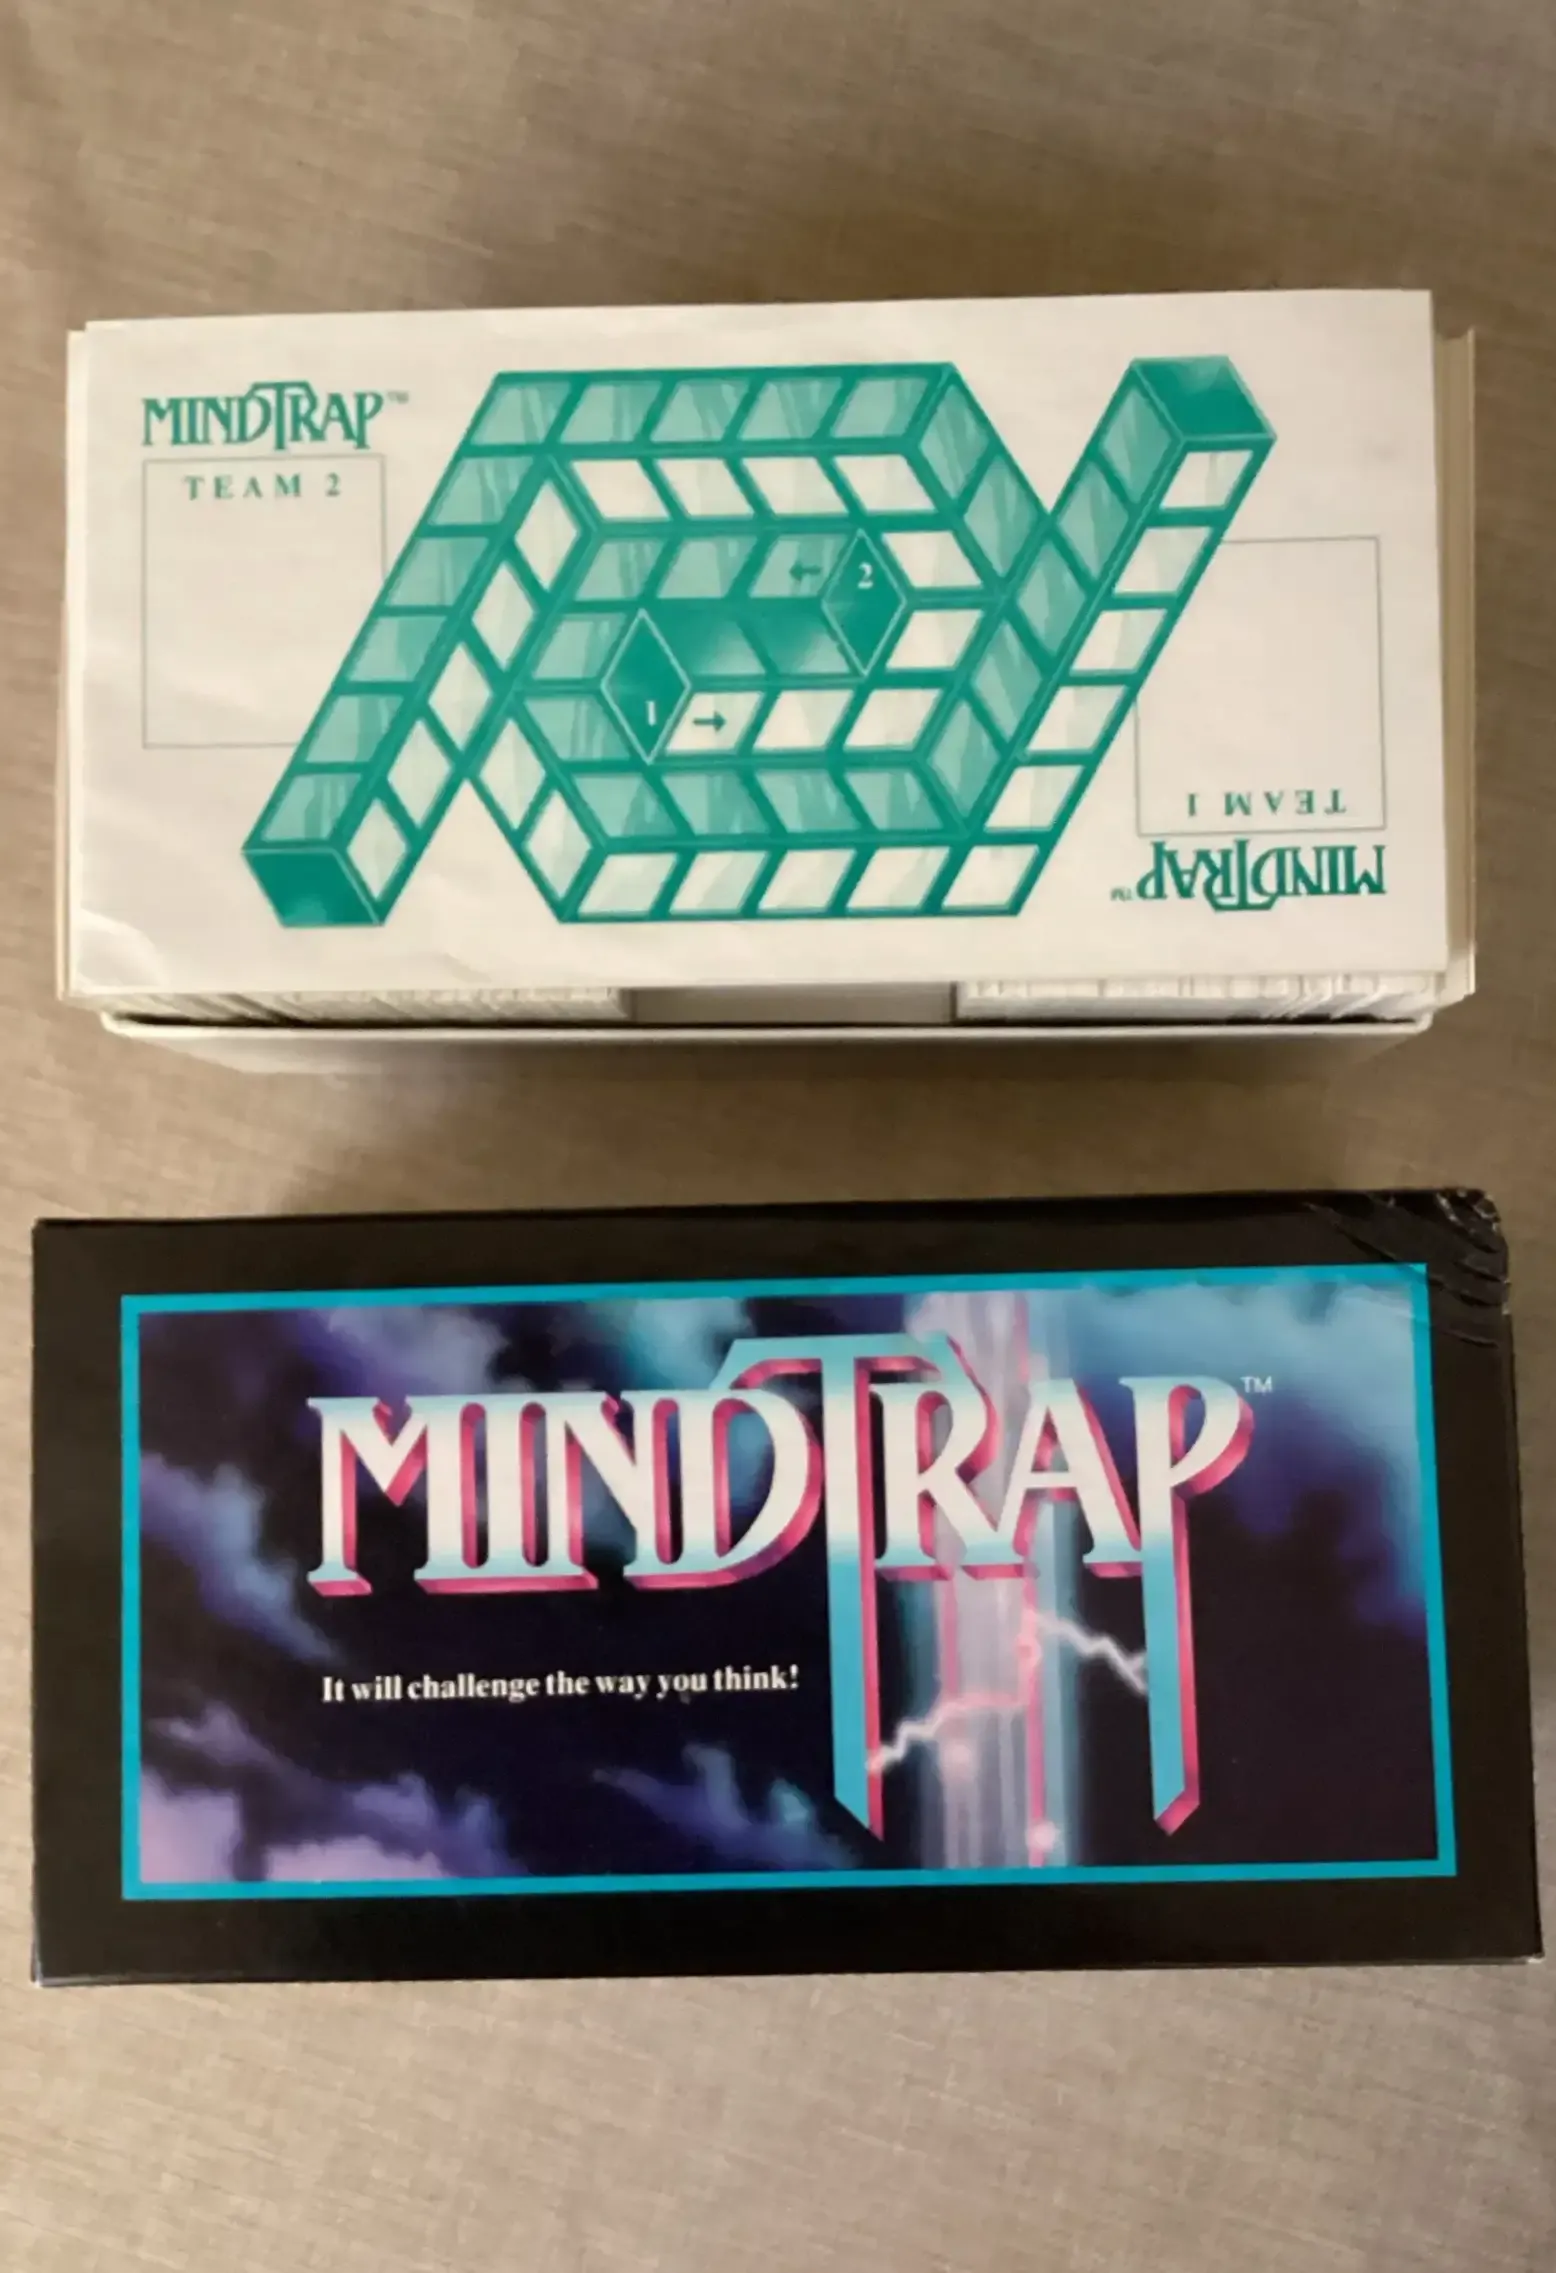 MINDTRAP™
TEAM 2
← 2
1 →
TEAM 1
MINDTRAP™
MINDTRAP™
It will challenge the way you think!